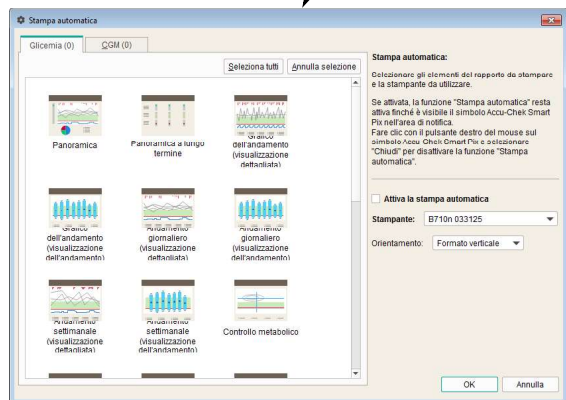 Stampa automatica
Glicemia (0)
CGM (0)
Seleziona tutti
Annulla selezione
Panoramica
Panoramica a lungo
termine
Grafico
dell'andamento
(visualizzazione
dettagliata)
Grafico
dell'andamento
(visualizzazione
dell'andamento)
Andamento
giornaliero
(visualizzazione
dettagliata)
Andamento
giornaliero
(visualizzazione
dell'andamento)
Andamento
settimanale
(visualizzazione
dettagliata)
Andamento
settimanale
(visualizzazione
dell'andamento)
Controllo metabolico
Stampa automatica:
Selezionare gli elementi del rapporto da stampare
e la stampante da utilizzare.
Se attivata, la funzione "Stampa automatica" resta
attiva finché è visibile il simbolo Accu-Chek Smart
Pix nell'area di notifica.
Fare clic con il pulsante destro del mouse sul
simbolo Accu-Chek Smart Pix e selezionare
"Chiudi" per disattivare la funzione "Stampa
automatica".
Attiva la stampa automatica
Stampante: B710n 033125
Orientamento: Formato verticale
OK
Annulla